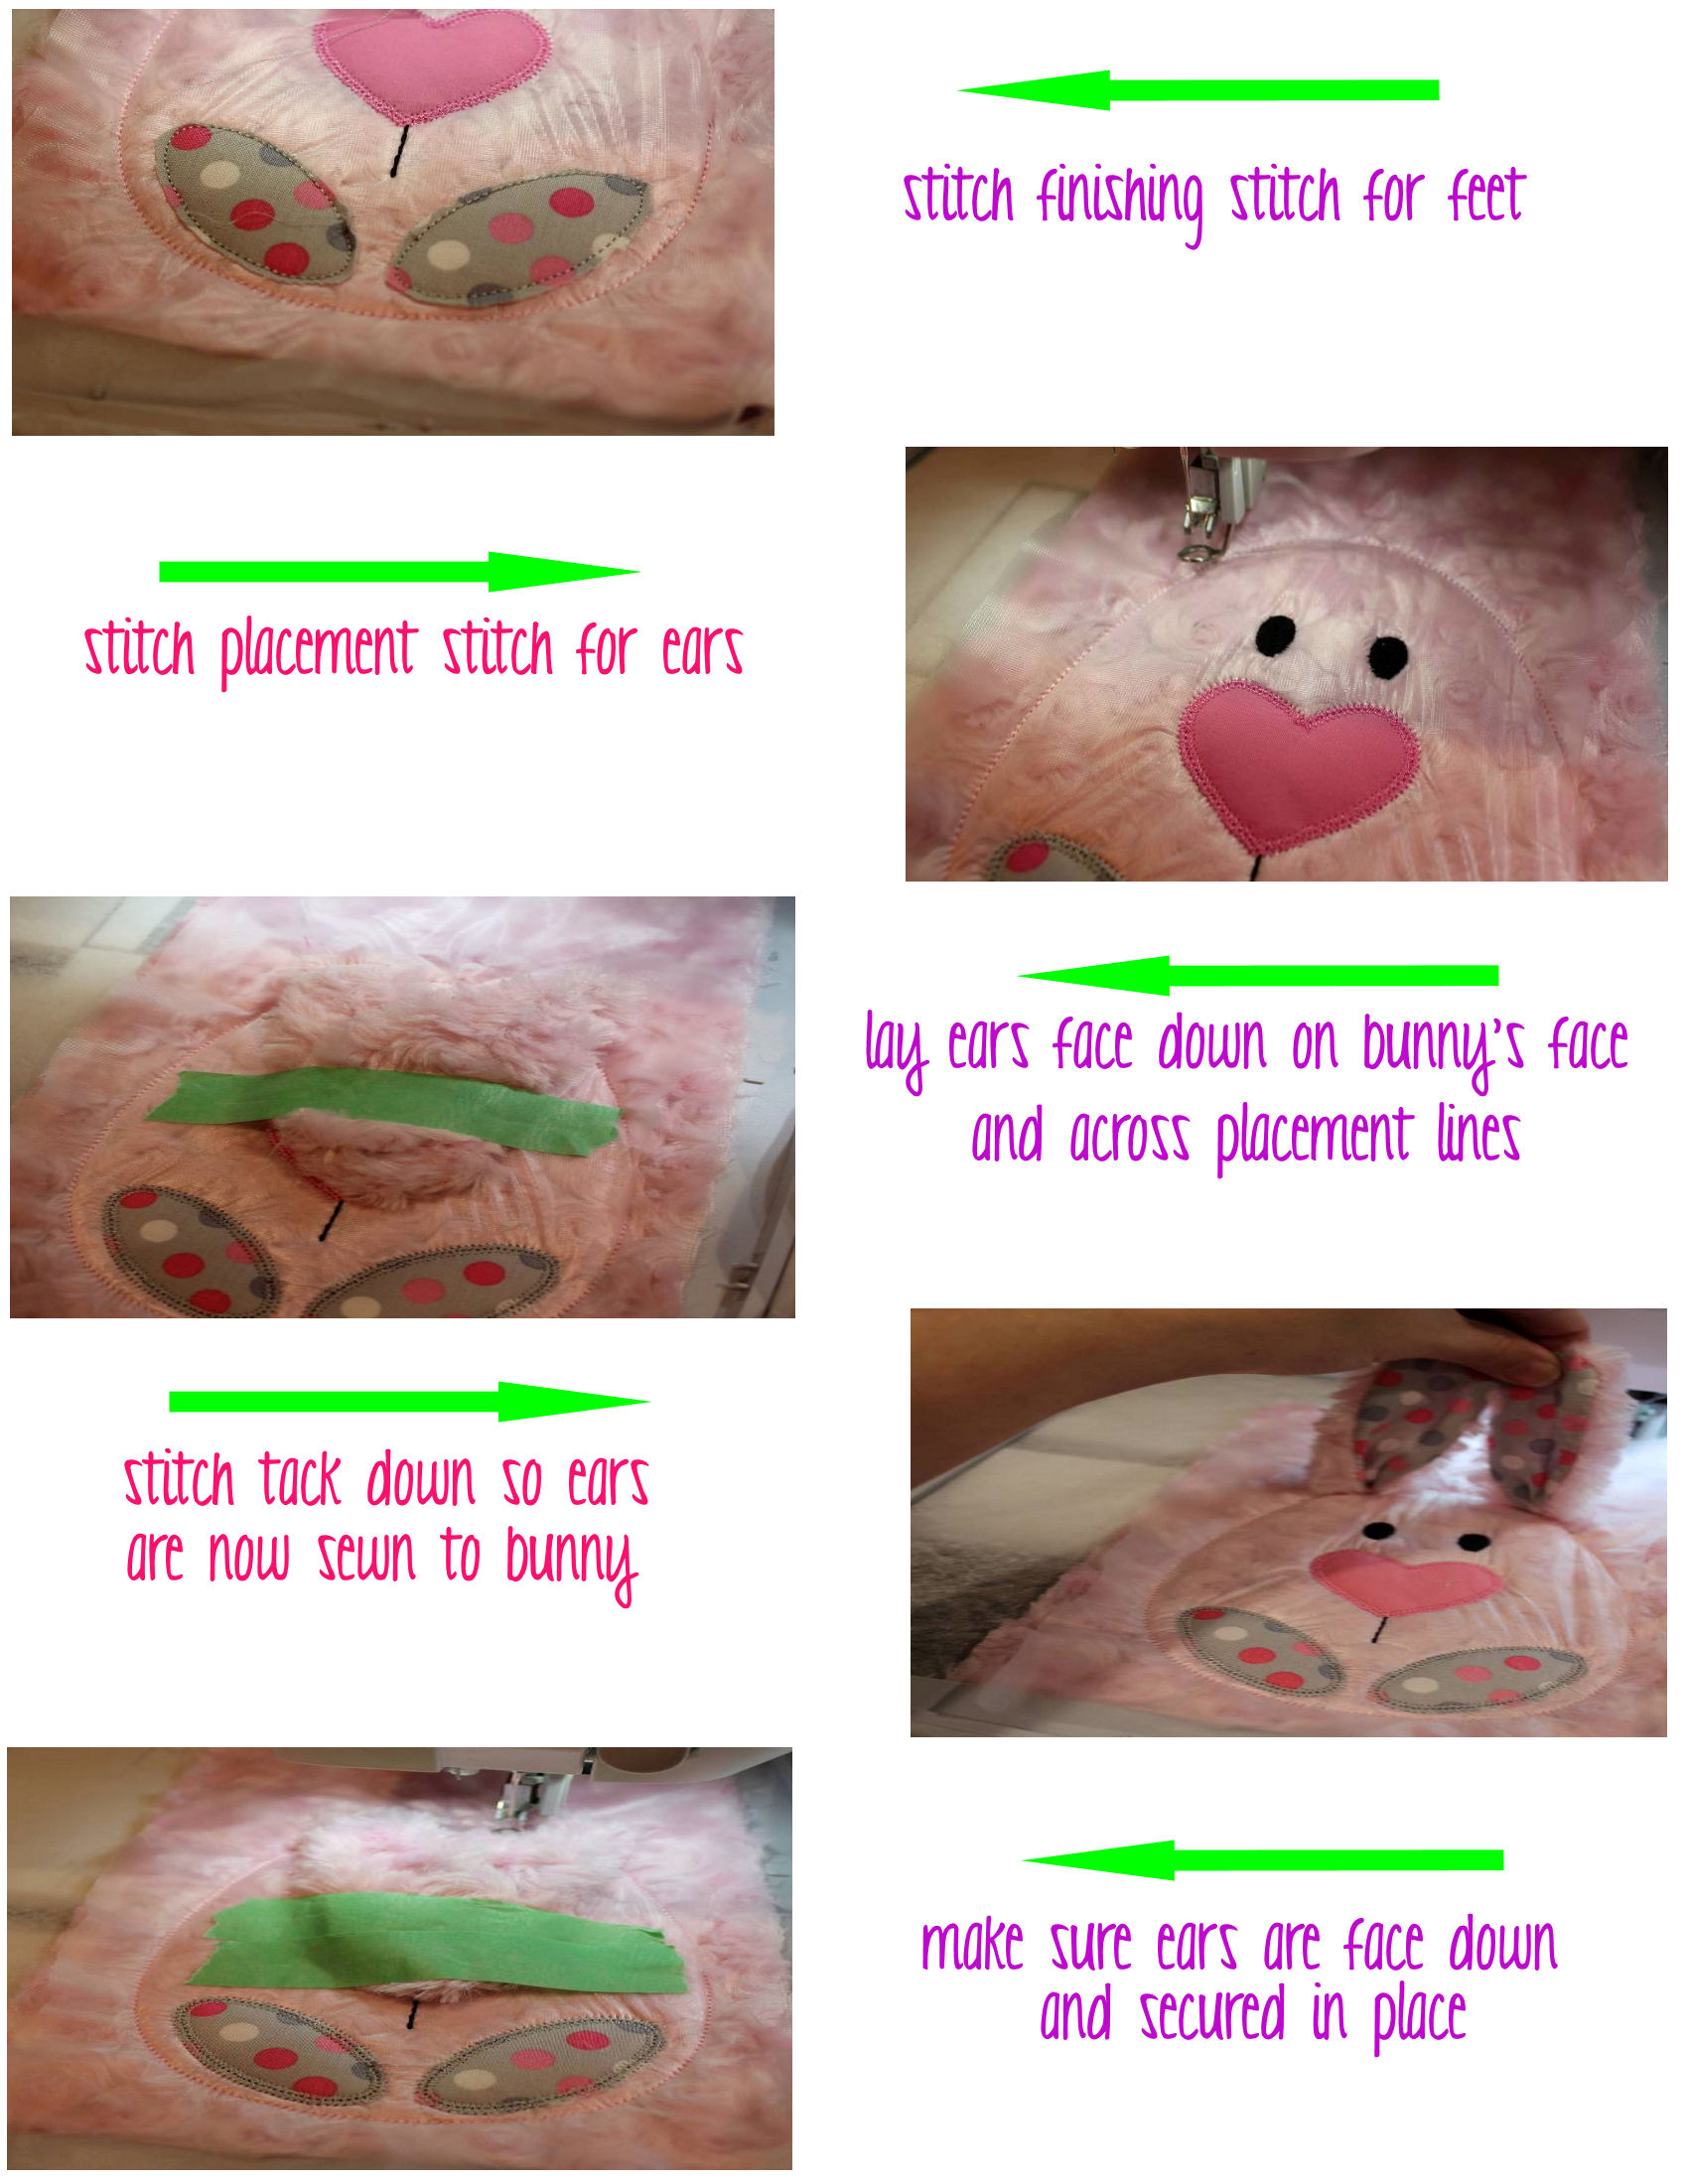 stitch finishing stitch for feet
stitch placement stitch for ears
lay ears face down on bunny's face
and across placement lines
stitch tack down so ears
are now sewn to bunny
make sure ears are face down
and secured in place